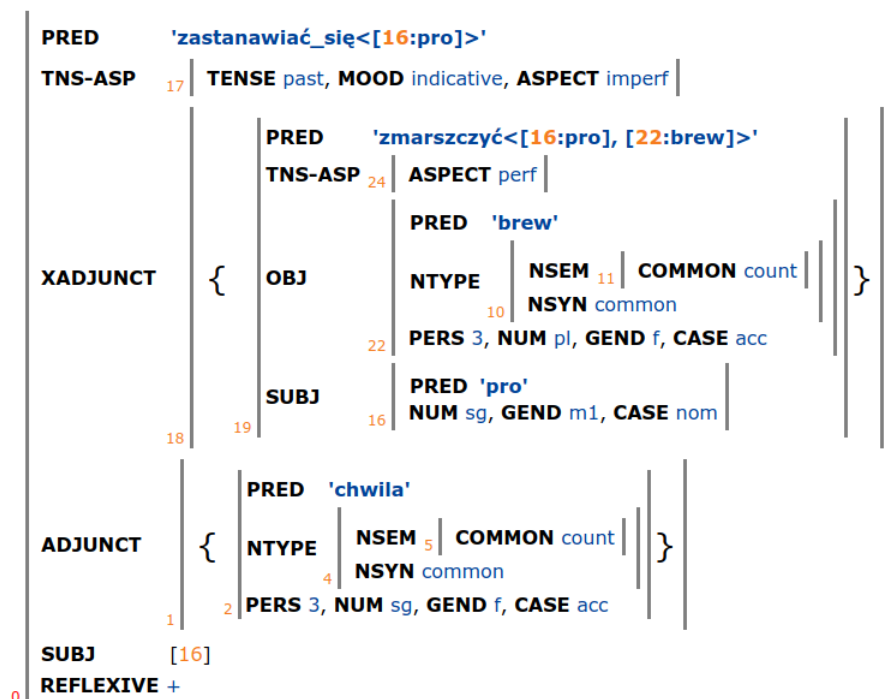 PRED 'zastanawiać_się<[16:pro]>'
TNS-ASP 17 TENSE past, MOOD indicative, ASPECT imperf
PRED 'zmarszczyć<[16:pro], [22:brew]>'
TNS-ASP 24 ASPECT perf
PRED 'brew'
NSEM 11 COMMON count
XADJUNCT { OBJ NTYPE }
10 NSYN common
22 PERS 3, NUM pl, GEND f, CASE acc
PRED 'pro'
SUBJ
18 19 16 NUM sg, GEND m1, CASE nom
PRED 'chwila'
NSEM 5 COMMON count
ADJUNCT { NTYPE }
4 NSYN common
1 2 PERS 3, NUM sg, GEND f, CASE acc
SUBJ [16]
0 REFLEXIVE +